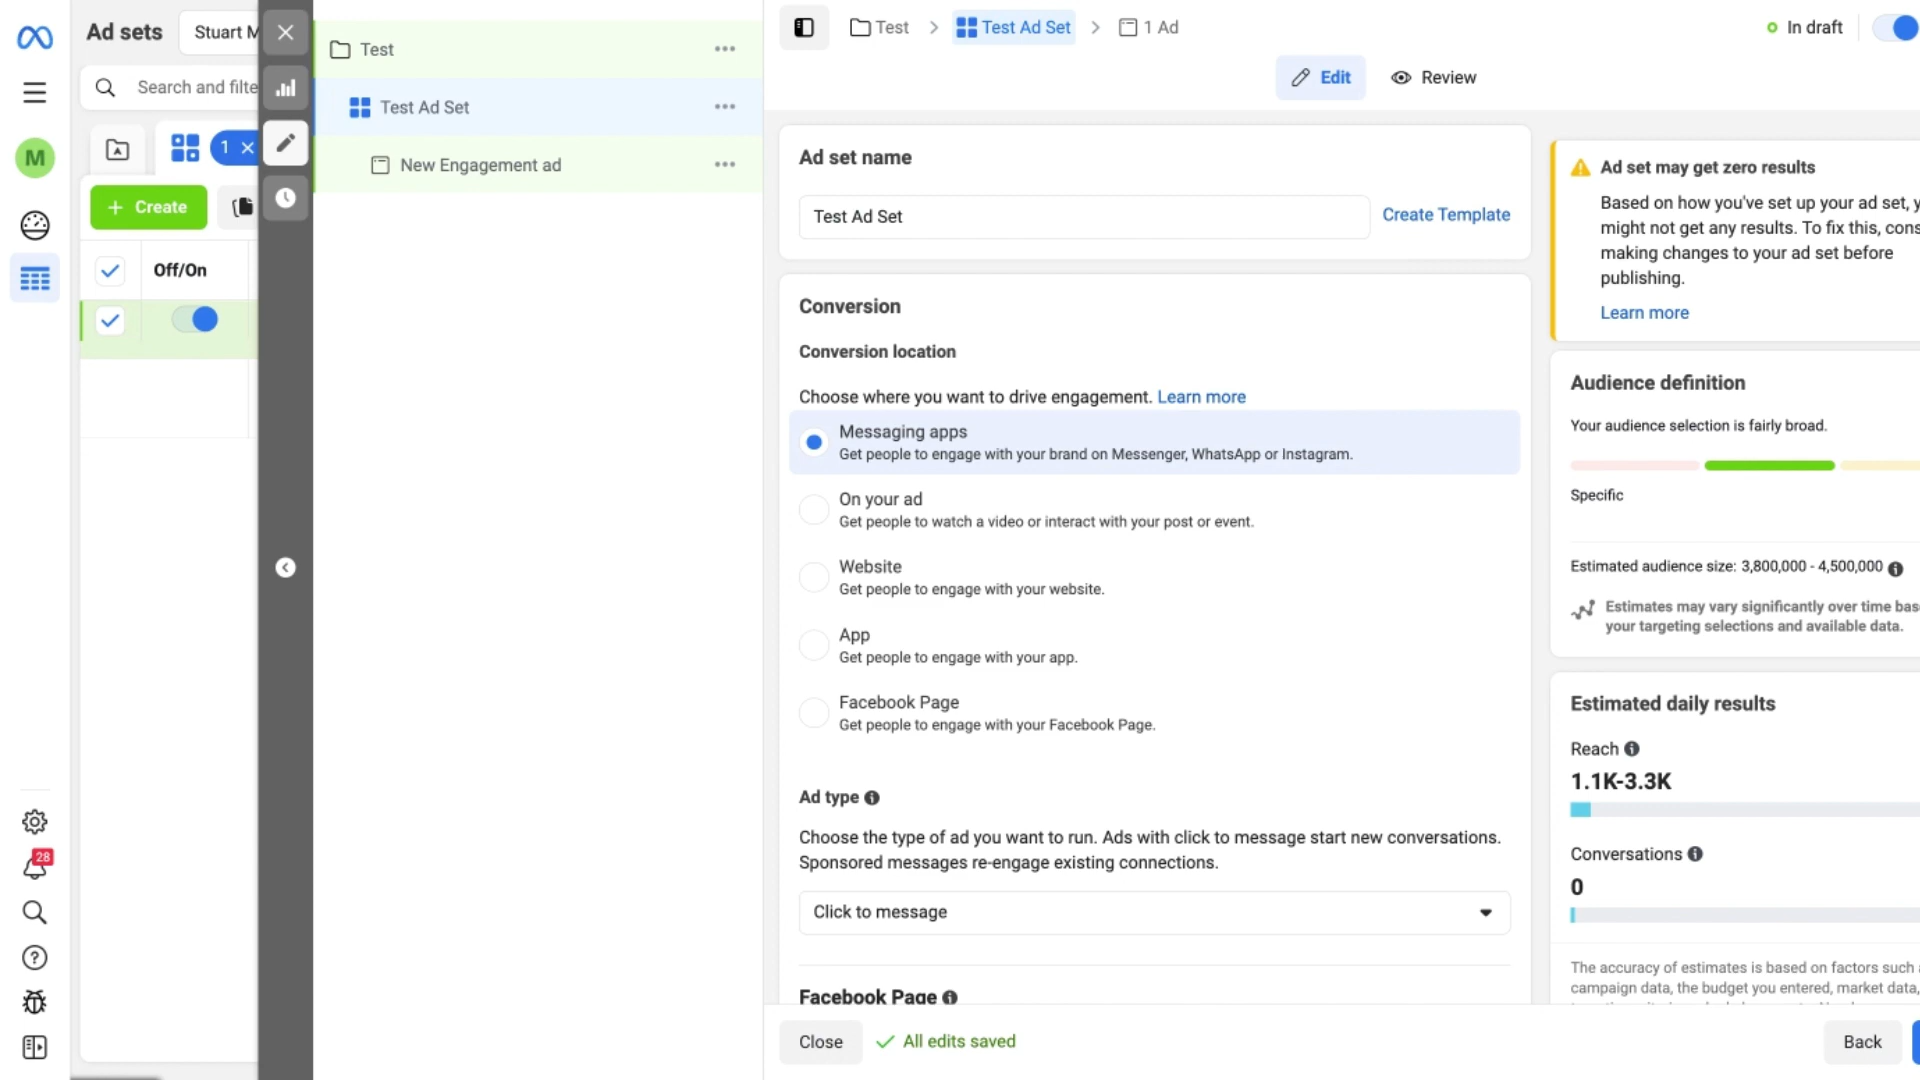 Ad sets
Stuart M
Search and filte
M
1
Create
Off/On
28
Test
Test Ad Set
New Engagement ad
Test
Test Ad Set
1 Ad
In draft
Edit
Review
Ad set name
Test Ad Set
Create Template
Conversion
Conversion location
Choose where you want to drive engagement. Learn more
Messaging apps
Get people to engage with your brand on Messenger, WhatsApp or Instagram.
On your ad
Get people to watch a video or interact with your post or event.
Website
Get people to engage with your website.
App
Get people to engage with your app.
Facebook Page
Get people to engage with your Facebook Page.
Ad type
Choose the type of ad you want to run. Ads with click to message start new conversations.
Sponsored messages re-engage existing connections.
Click to message
Facebook Page
Close
All edits saved
Back
Ad set may get zero results
Based on how you've set up your ad set, y
might not get any results. To fix this, cons
making changes to your ad set before
publishing.
Learn more
Audience definition
Your audience selection is fairly broad.
Specific
Estimated audience size: 3,800,000 - 4,500,000
Estimates may vary significantly over time bas
your targeting selections and available data.
Estimated daily results
Reach
1.1K-3.3K
Conversations
0
The accuracy of estimates is based on factors such a
campaign data, the budget you entered, market data,